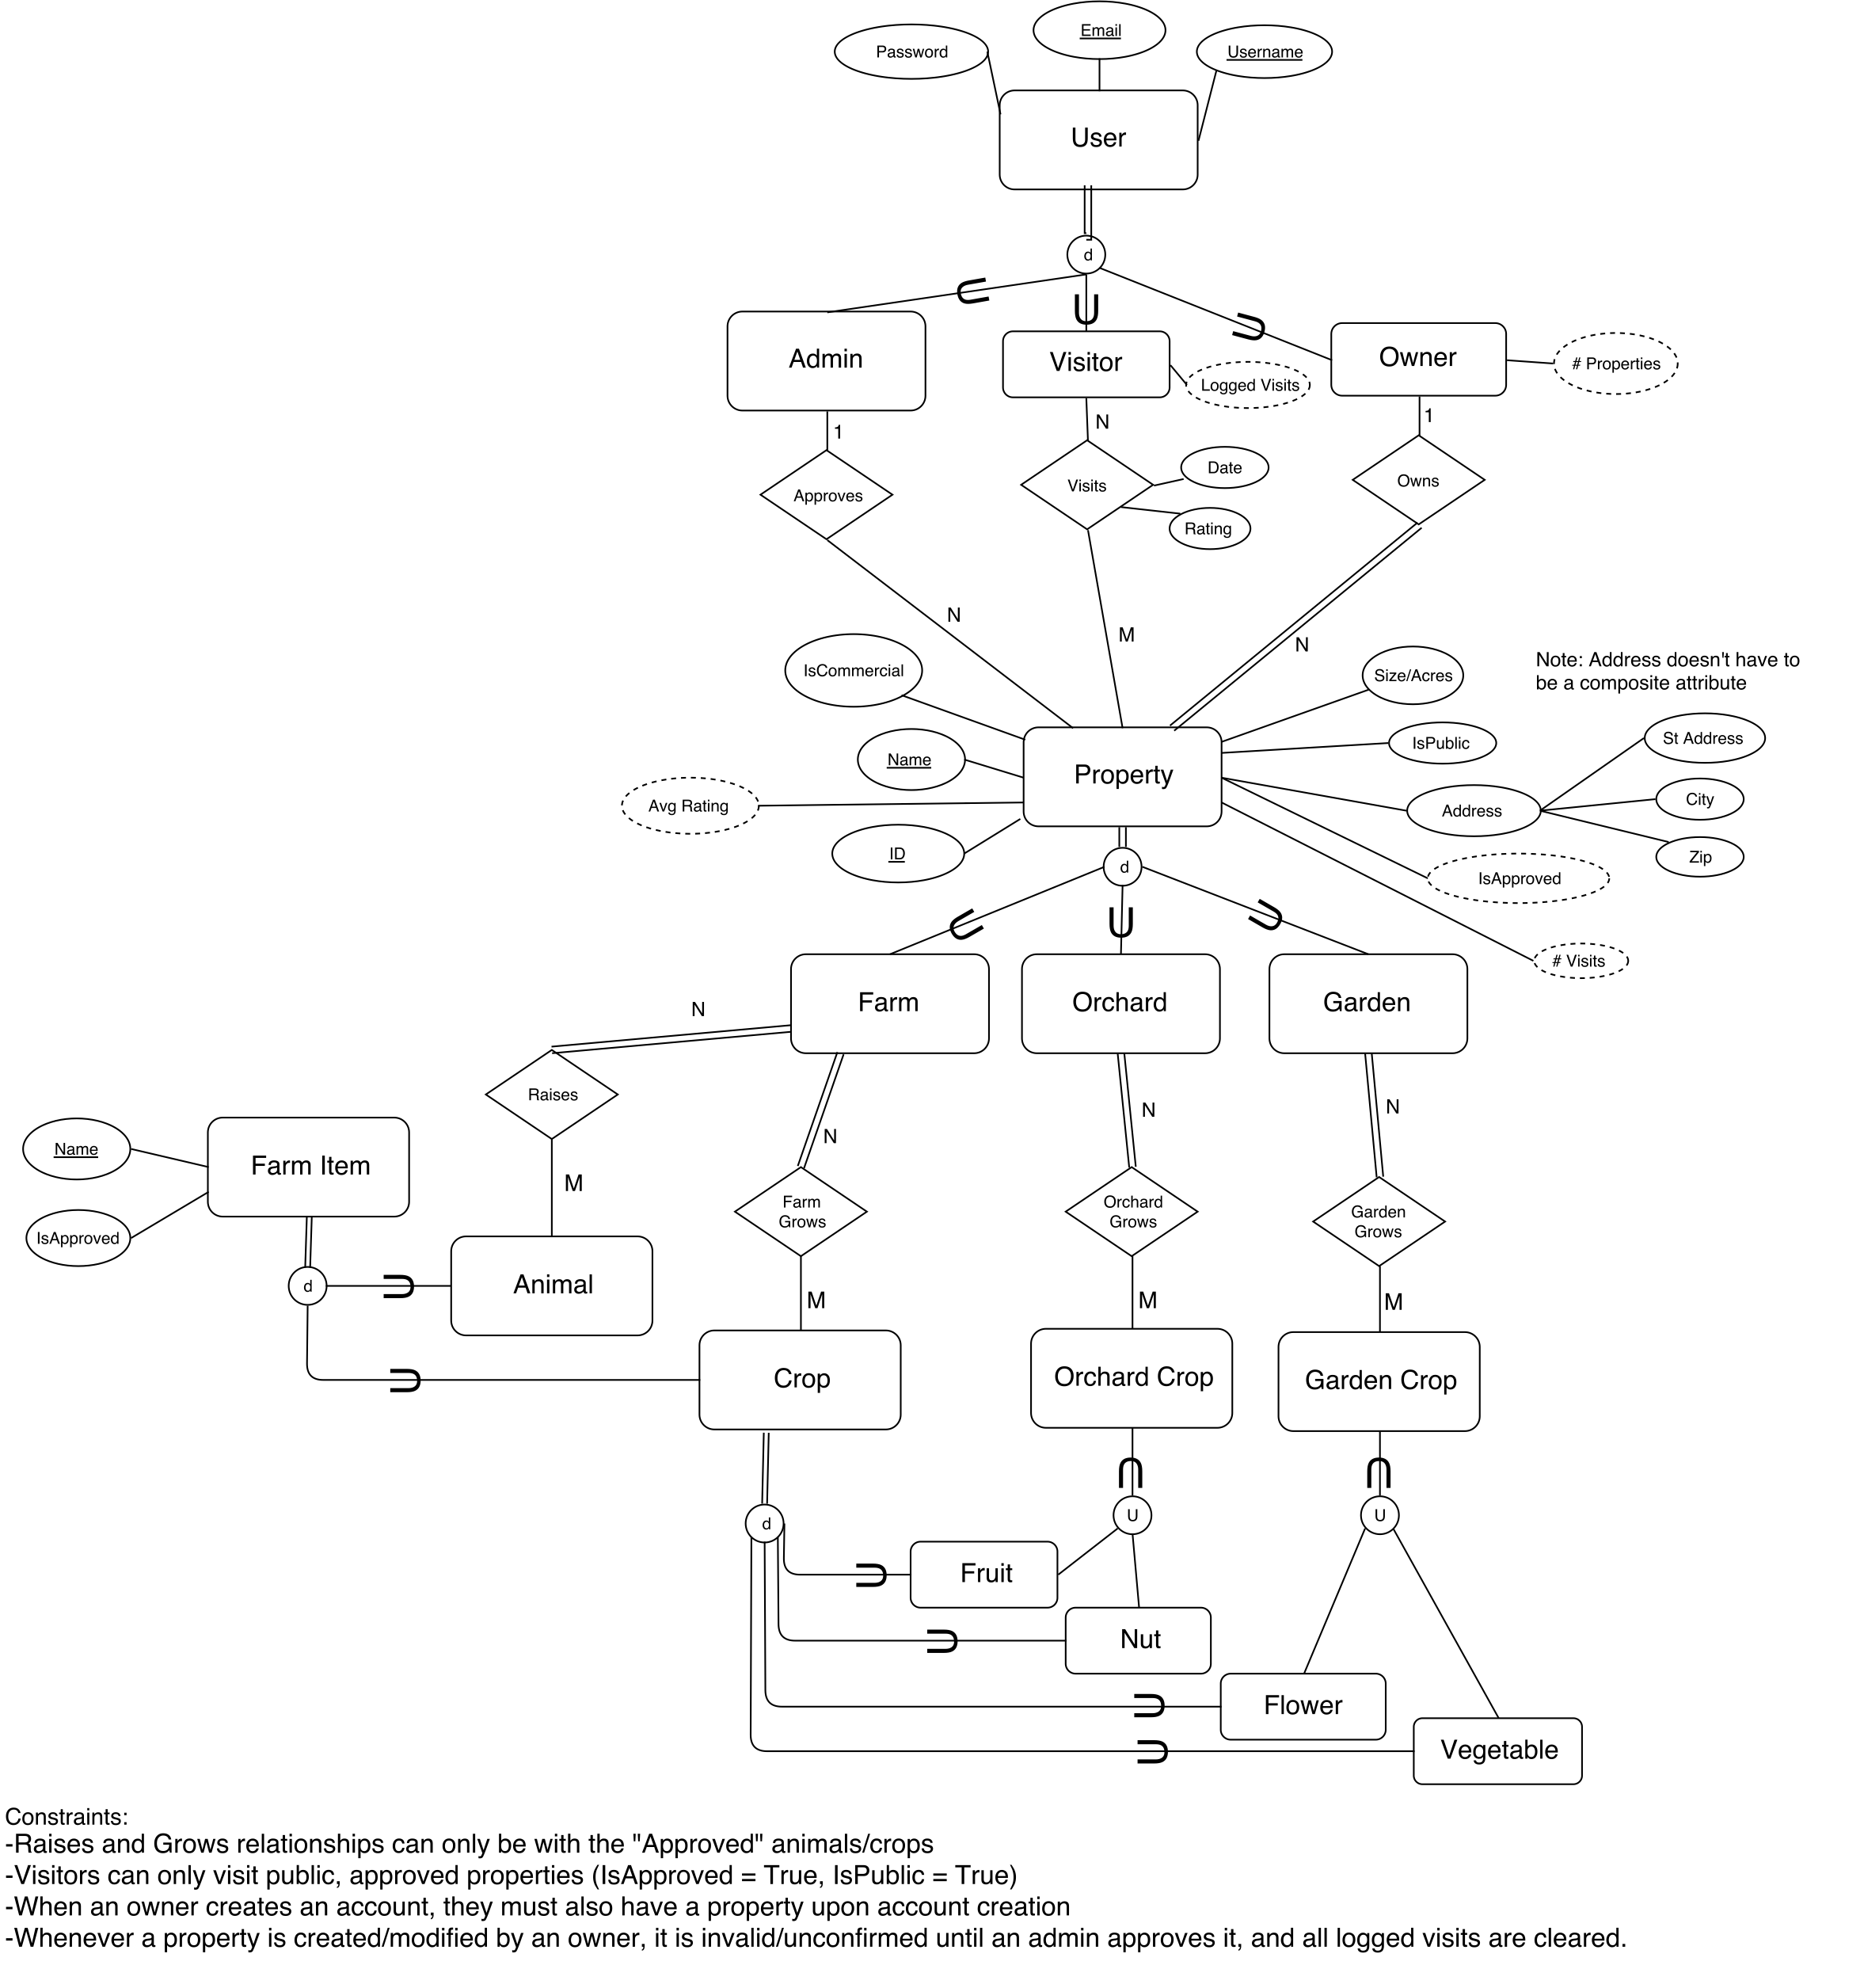 Email
Password
Username
User
d
Admin
Visitor
Owner
# Properties
Logged Visits
1
N
1
Approves
Visits
Date
Rating
Owns
N
M
N
IsCommercial
Size/Acres
Note: Address doesn't have to
be a composite attribute
Name
Property
IsPublic
St Address
Avg Rating
Address
City
ID
Zip
d
IsApproved
# Visits
Farm
Orchard
Garden
N
Raises
N
N
N
Name
Farm Item
IsApproved
M
Farm
Grows
Orchard
Grows
Garden
Grows
d
Animal
M
M
M
Crop
Orchard Crop
Garden Crop
d
U
U
Fruit
Nut
Flower
Vegetable
Constraints:
-Raises and Grows relationships can only be with the "Approved" animals/crops
-Visitors can only visit public, approved properties (IsApproved = True, IsPublic = True)
-When an owner creates an account, they must also have a property upon account creation
-Whenever a property is created/modified by an owner, it is invalid/unconfirmed until an admin approves it, and all logged visits are cleared.